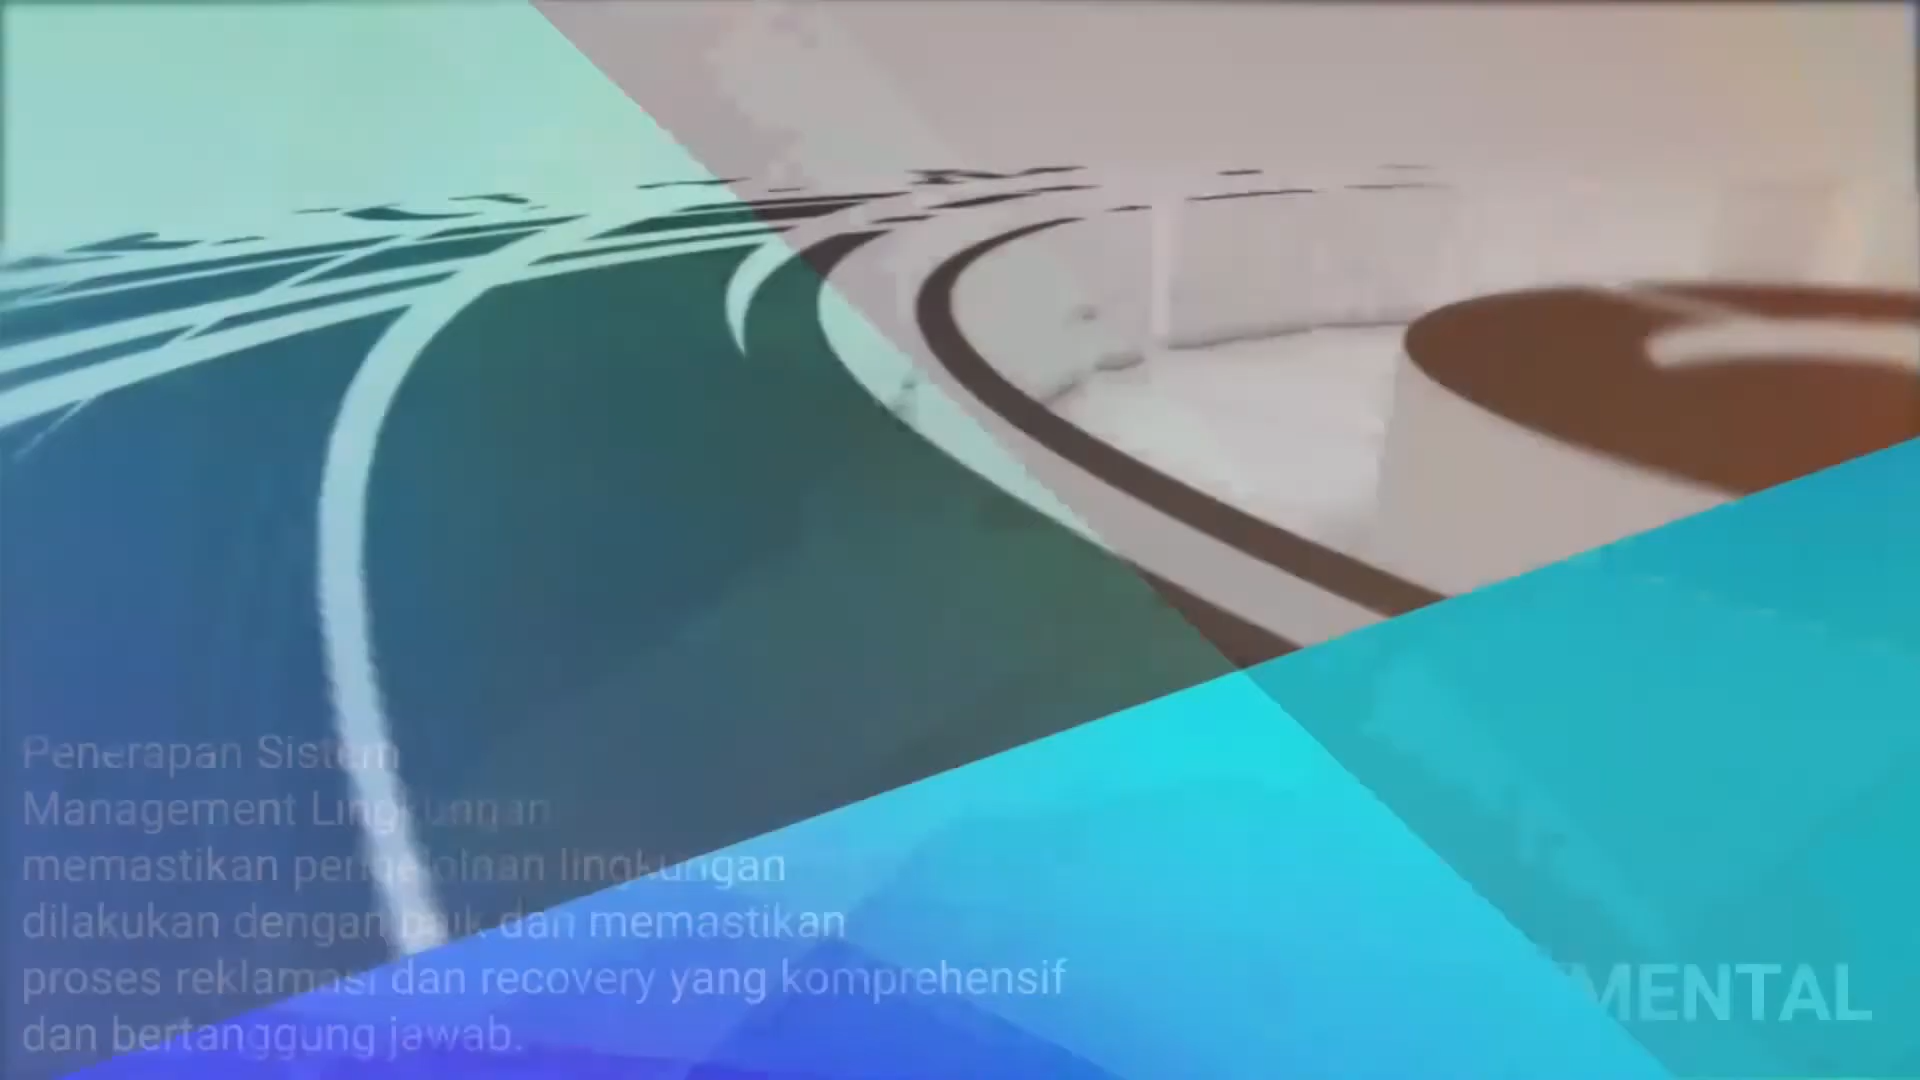 Penerapan Sistem
Management Lingkungan
memastikan pengelolaan lingkungan
dilakukan dengan baik dan memastikan
proses reklamasi dan recovery yang komprehensif
dan bertanggung jawab.
MENTAL